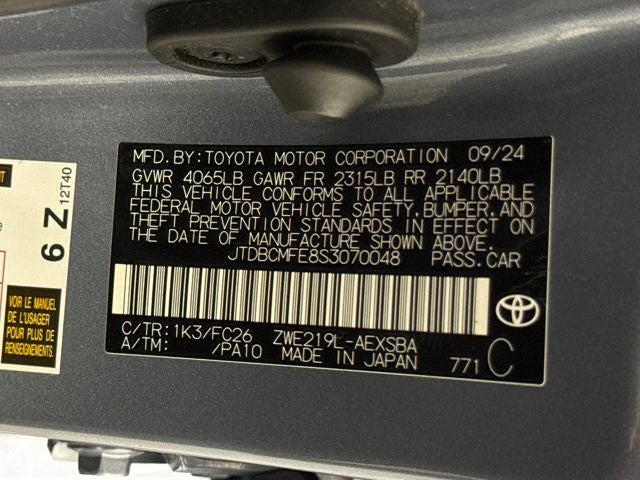 MFD. BY: TOYOTA MOTOR CORPORATION 09/24
GVWR 4065LB GAWR FR 2315LB RR 2140LB
THIS VEHICLE CONFORMS TO ALL APPLICABLE
FEDERAL MOTOR VEHICLE SAFETY, BUMPER, AND
THEFT PREVENTION STANDARDS IN EFFECT ON
THE DATE OF MANUFACTURE SHOWN ABOVE.
JTDBCMFE8S3070048 PASS.CAR
C/TR: 1K3/FC26 ZWE219L-AEXSBA
A/TM: /PA10 MADE IN JAPAN 771 C
6 Z 12T40
VOIR LE MANUEL
DE L'USAGER
POUR PLUS DE
RENSEIGNEMENTS.